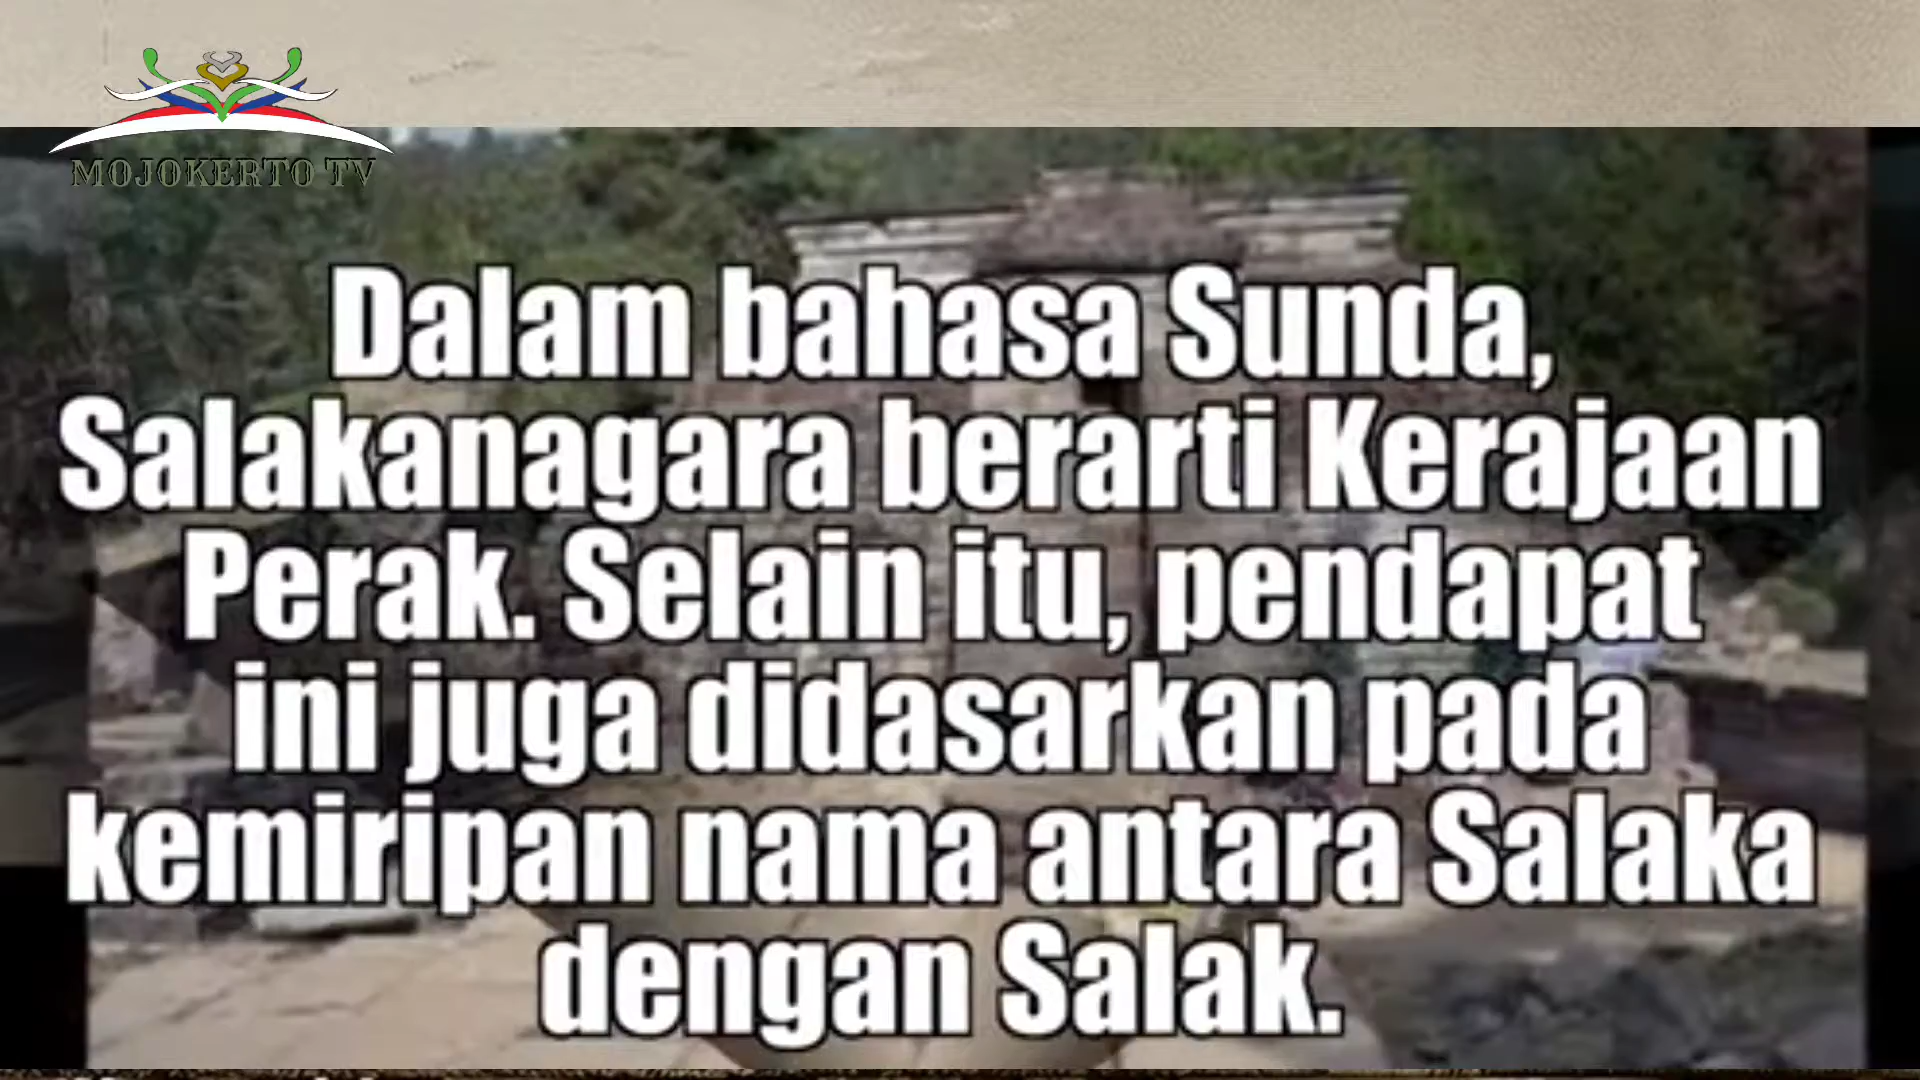 MOJOKERTO TV
Dalam bahasa Sunda,
Salakanagara berarti Kerajaan
Perak. Selain itu, pendapat
ini juga didasarkan pada
kemiripan nama antara Salaka
dengan Salak.